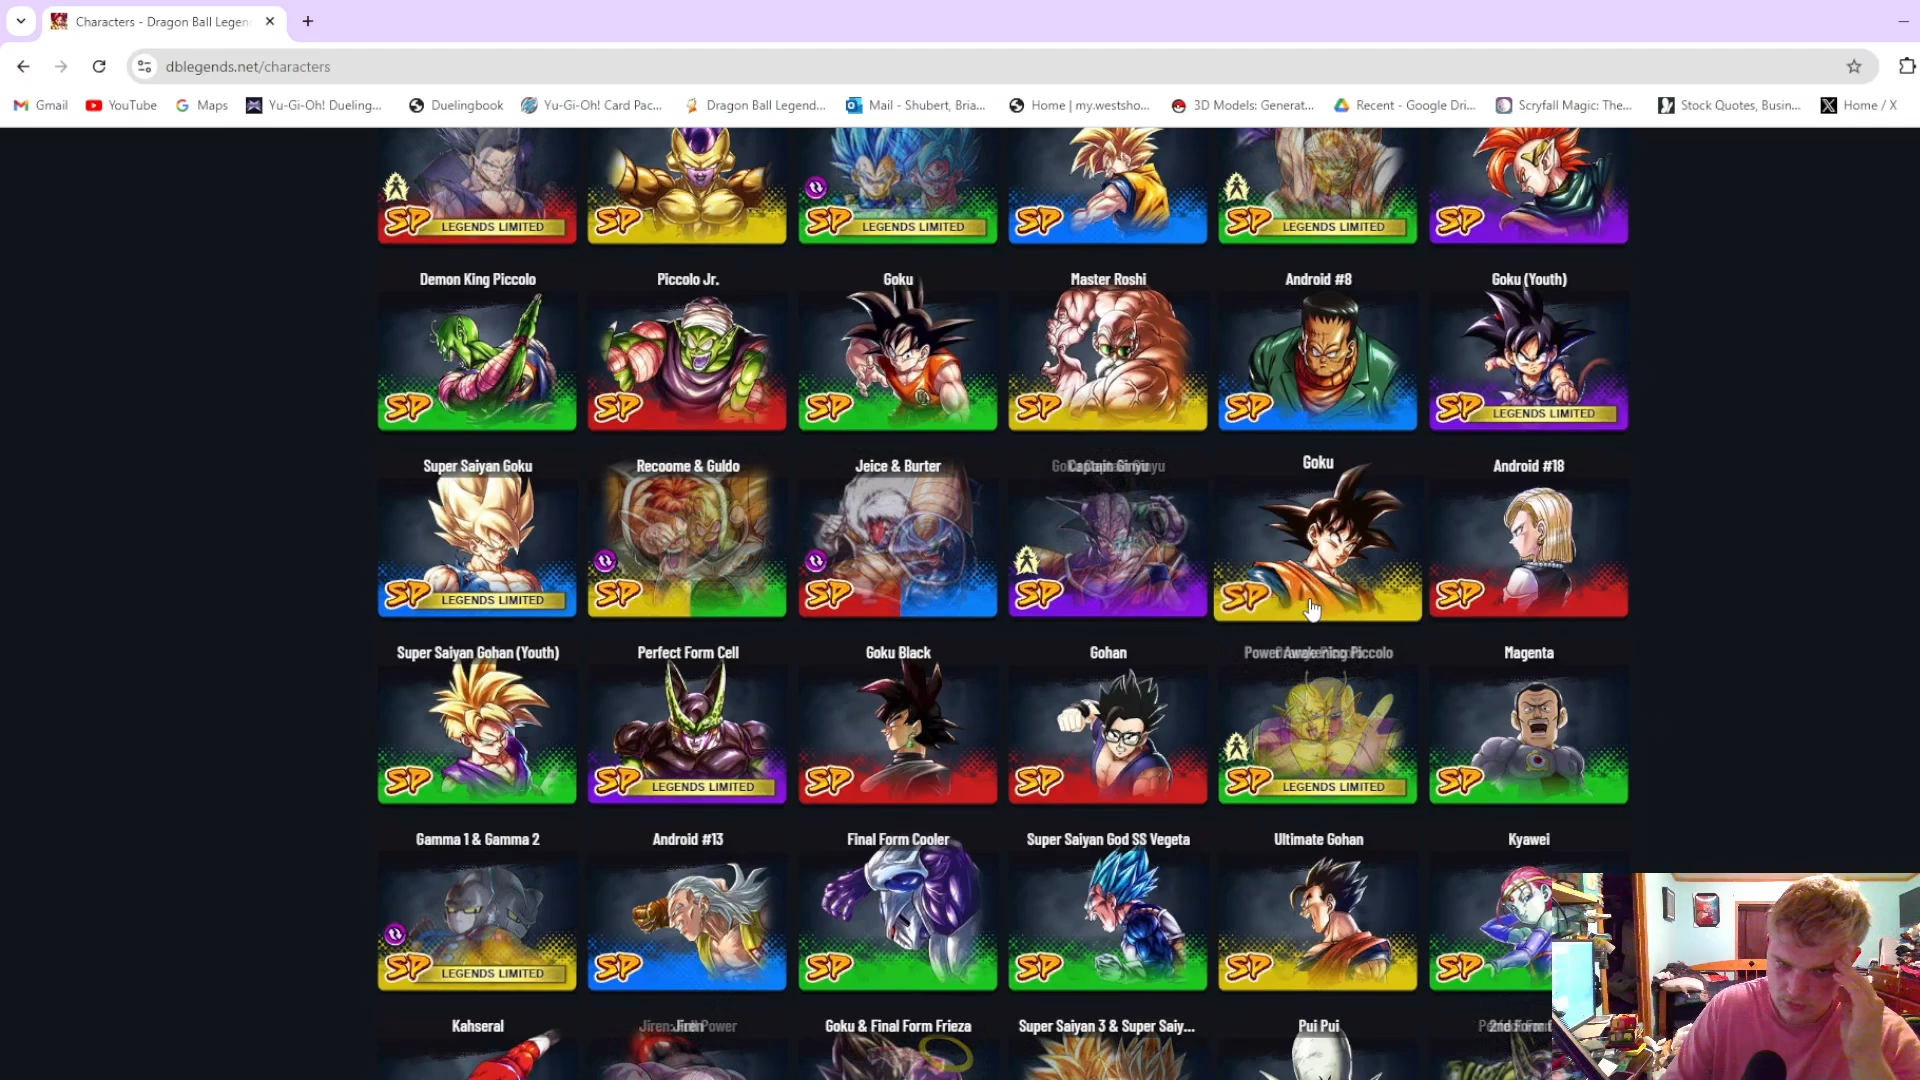 Characters - Dragon Ball Legen
dblegends.net/characters
Gmail
YouTube
Maps
Yu-Gi-Oh! Dueling...
Duelingbook
Yu-Gi-Oh! Card Pac...
Dragon Ball Legend...
Mail - Shubert, Bria...
Home | my.westsho...
3D Models: Generat...
Recent - Google Dri...
Scryfall Magic: The...
Stock Quotes, Busin...
Home / X
SP LEGENDS LIMITED
SP
SP LEGENDS LIMITED
SP
SP LEGENDS LIMITED
SP
Demon King Piccolo
Piccolo Jr.
Goku
Master Roshi
Android #8
Goku (Youth)
SP
SP
SP
SP
SP
SP LEGENDS LIMITED
Super Saiyan Goku
Recoome & Guldo
Jeice & Burter
Captain Ginyu
Goku
Android #18
SP LEGENDS LIMITED
SP
SP
SP
SP
SP
Super Saiyan Gohan (Youth)
Perfect Form Cell
Goku Black
Gohan
Power Awakening Piccolo
Magenta
SP
SP LEGENDS LIMITED
SP
SP
SP LEGENDS LIMITED
SP
Gamma 1 & Gamma 2
Android #13
Final Form Cooler
Super Saiyan God SS Vegeta
Ultimate Gohan
Kyawei
SP LEGENDS LIMITED
SP
SP
SP
SP
SP
Kahseral
Jiren
Goku & Final Form Frieza
Super Saiyan 3 & Super Saiy...
Pui Pui